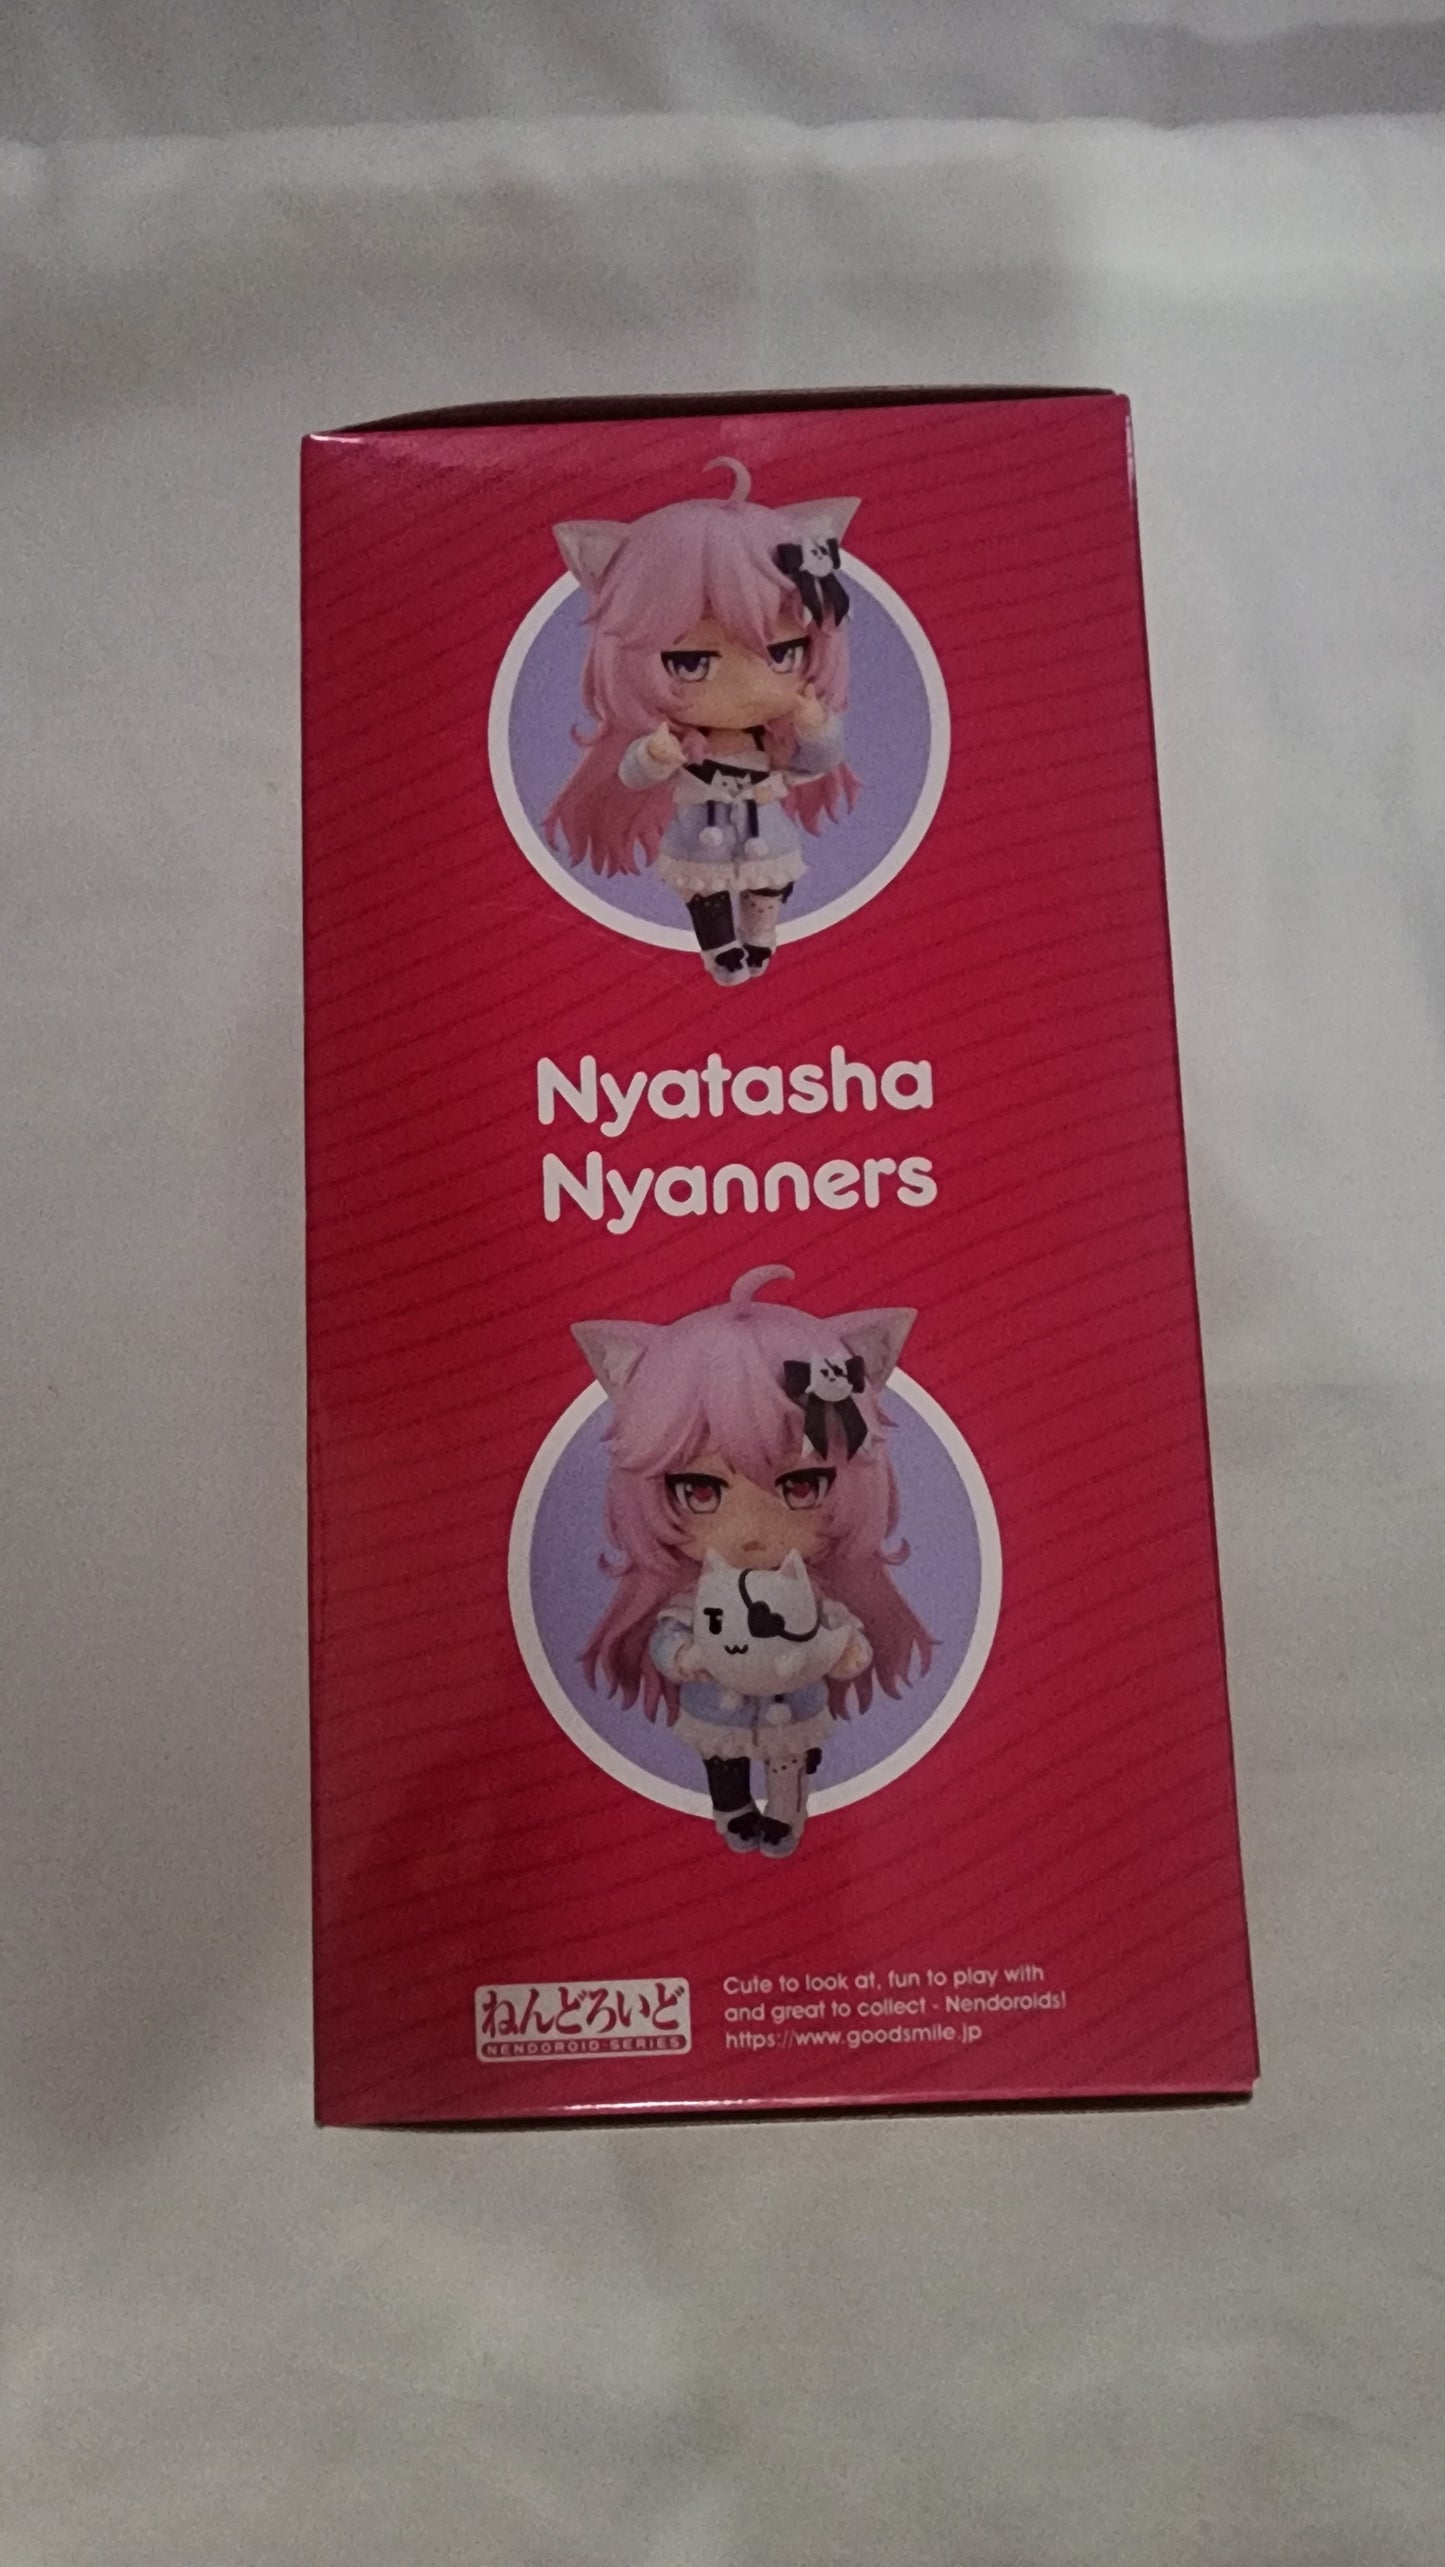 Nyatasha
Nyanners
ねんどろいど
NENDOROID·SERIES
Cute to look at, fun to play with
and great to collect - Nendoroids!
https://www.goodsmile.jp